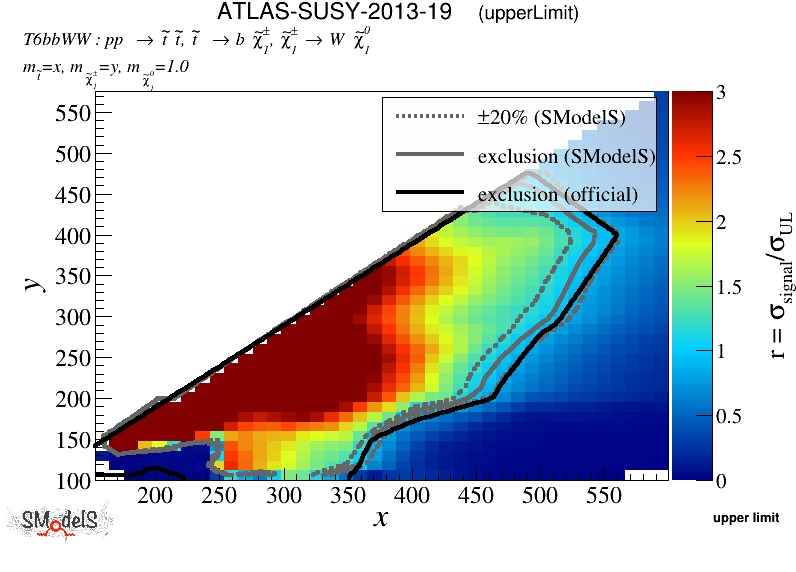 ATLAS-SUSY-2013-19 (upperLimit)
T6bbWW : pp → t̃ t̃, t̃ → b χ̃₁±, χ̃₁± → W χ̃₁⁰
m_t̃=x, m_χ̃₁±=y, m_χ̃₁⁰=1.0
±20% (SModelS)
exclusion (SModelS)
exclusion (official)
550
500
450
400
350
300
250
200
150
100
y
200 250 300 350 400 450 500 550
x
3
2.5
2
1.5
1
0.5
0
r = σ_signal/σ_UL
SModelS
upper limit